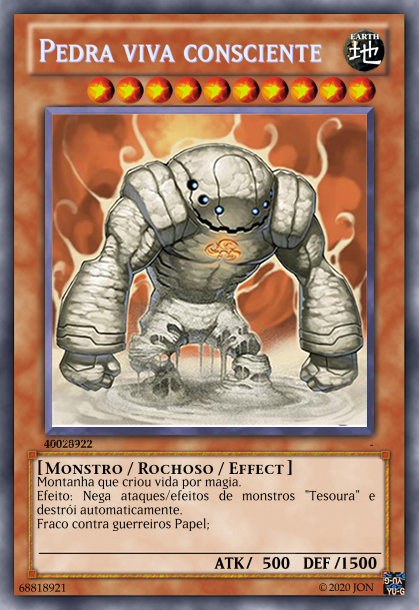 PEDRA VIVA CONSCIENTE
EARTH
地
40028922
-
[MONSTRO / ROCHOSO / EFFECT]
Montanha que criou vida por magia.
Efeito: Nega ataques/efeitos de monstros "Tesoura" e
destrói automaticamente.
Fraco contra guerreiros Papel;
ATK/ 500 DEF /1500
68818921
©2020 JON